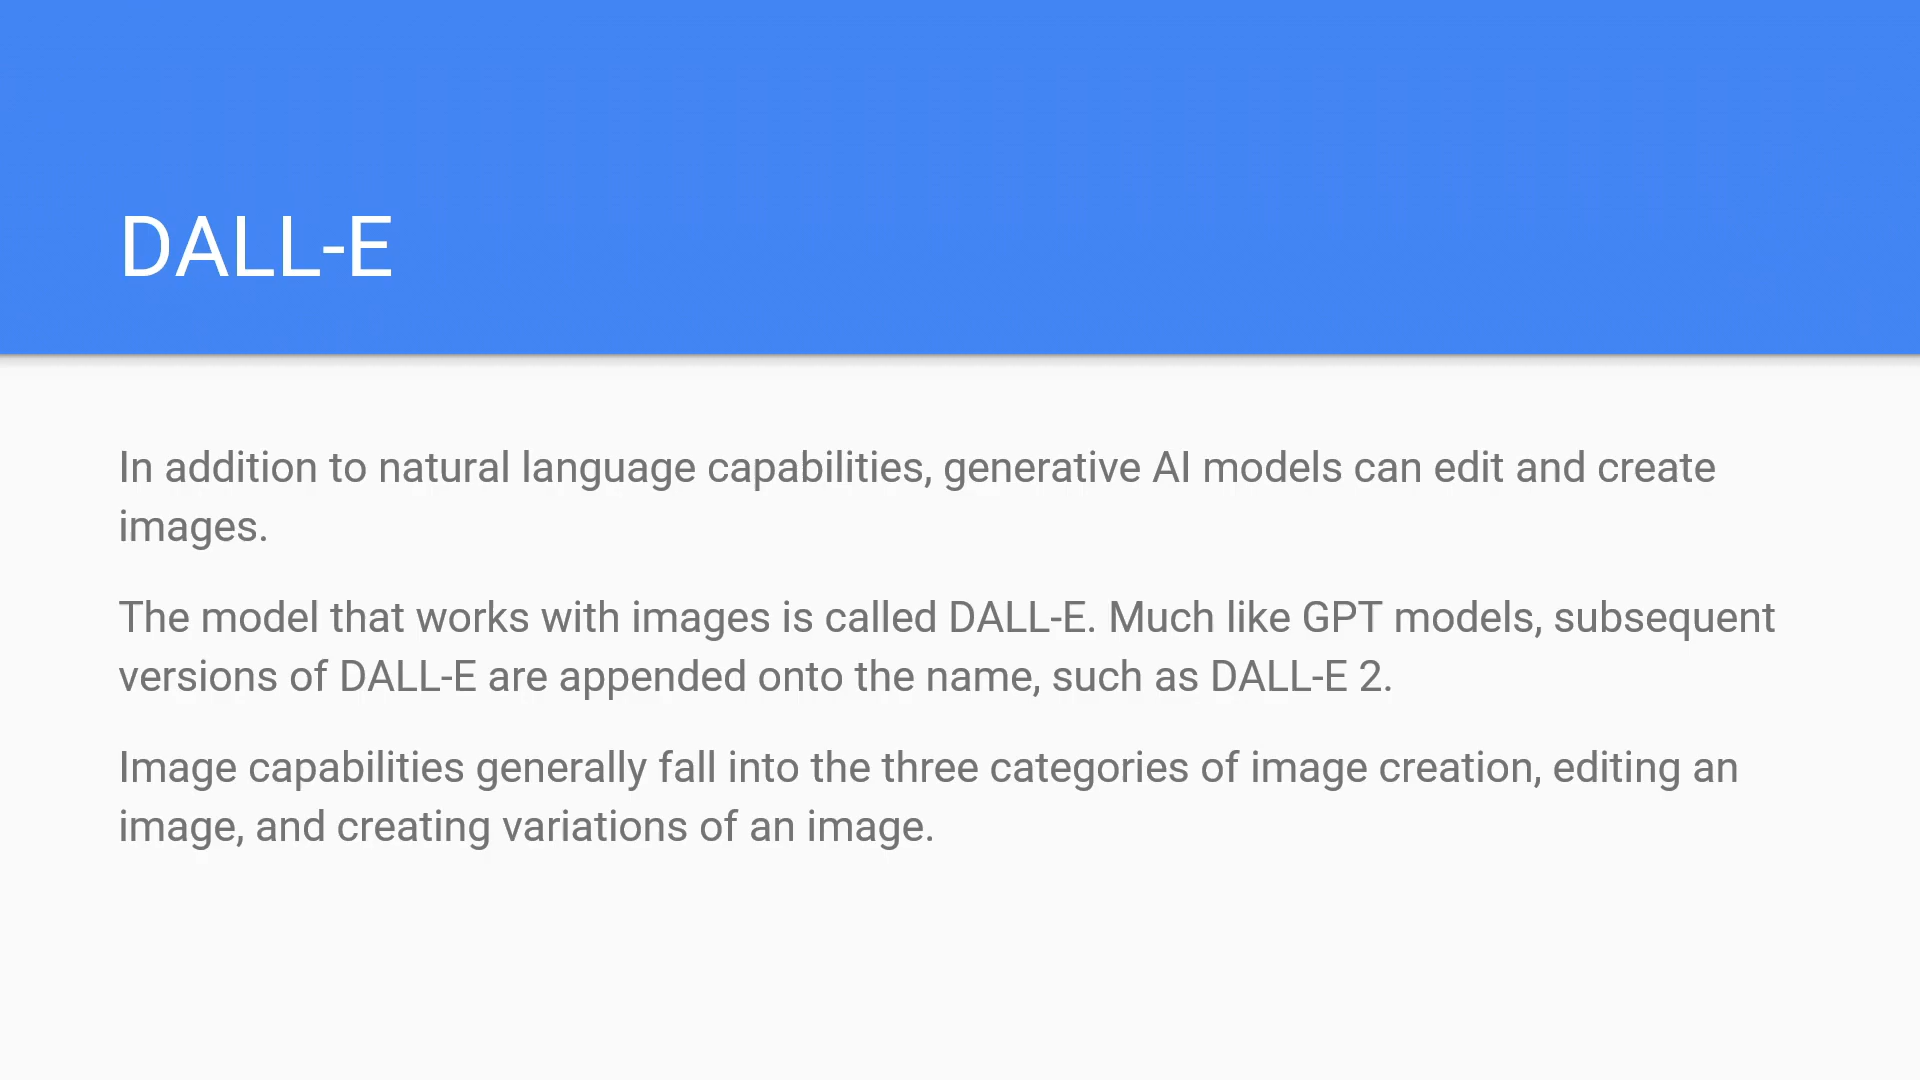 DALL-E
In addition to natural language capabilities, generative AI models can edit and create
images.
The model that works with images is called DALL-E. Much like GPT models, subsequent
versions of DALL-E are appended onto the name, such as DALL-E 2.
Image capabilities generally fall into the three categories of image creation, editing an
image, and creating variations of an image.